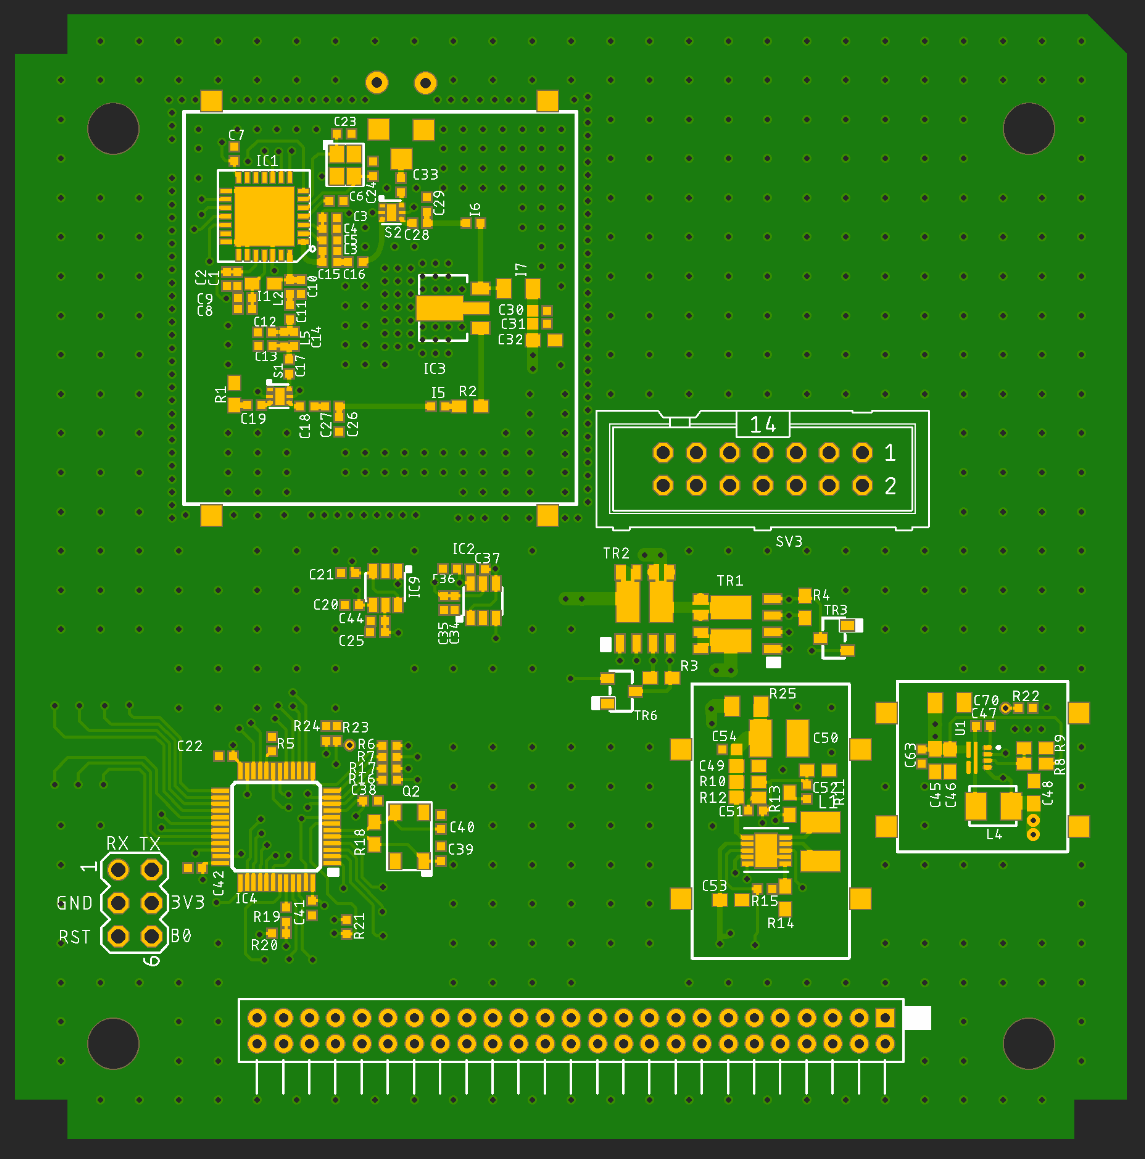 C23
C7
IC1
C24
C33
C6
C29
I6
C3
C4
S2
C28
C5
L3
C15
C16
I7
C2
C1
C10
I1
L2
C9
C8
C11
C30
C31
C12
L5
C14
C32
C13
C17
S1
IC3
R1
I5
R2
C19
C18
C27
C26
14
1
2
SV3
IC2
C37
TR2
C21
IC9
C36
TR1
R4
C20
TR3
C44
C25
C35
C34
R3
TR6
R25
C70
R22
R24
R23
C47
U1
C22
R5
R6
C54
C50
R9
R7
C63
R17
C49
R8
R16
R10
C52
R11
C38
Q2
R12
R13
C45
C46
C48
L1
C51
C40
L4
R18
RX
TX
C39
1
C42
C53
IC4
R15
GND
3V3
C41
R19
R21
R14
RST
B0
R20
6